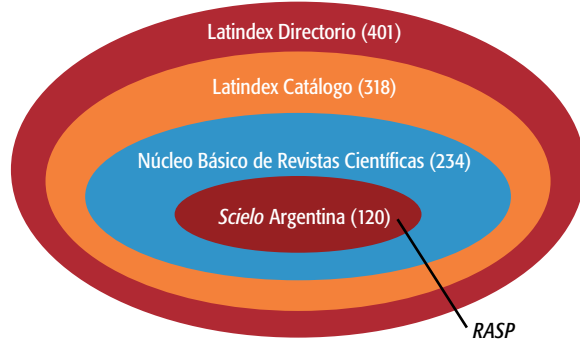 Latindex Directorio (401)
Latindex Catálogo (318)
Núcleo Básico de Revistas Científicas (234)
Scielo Argentina (120)
RASP